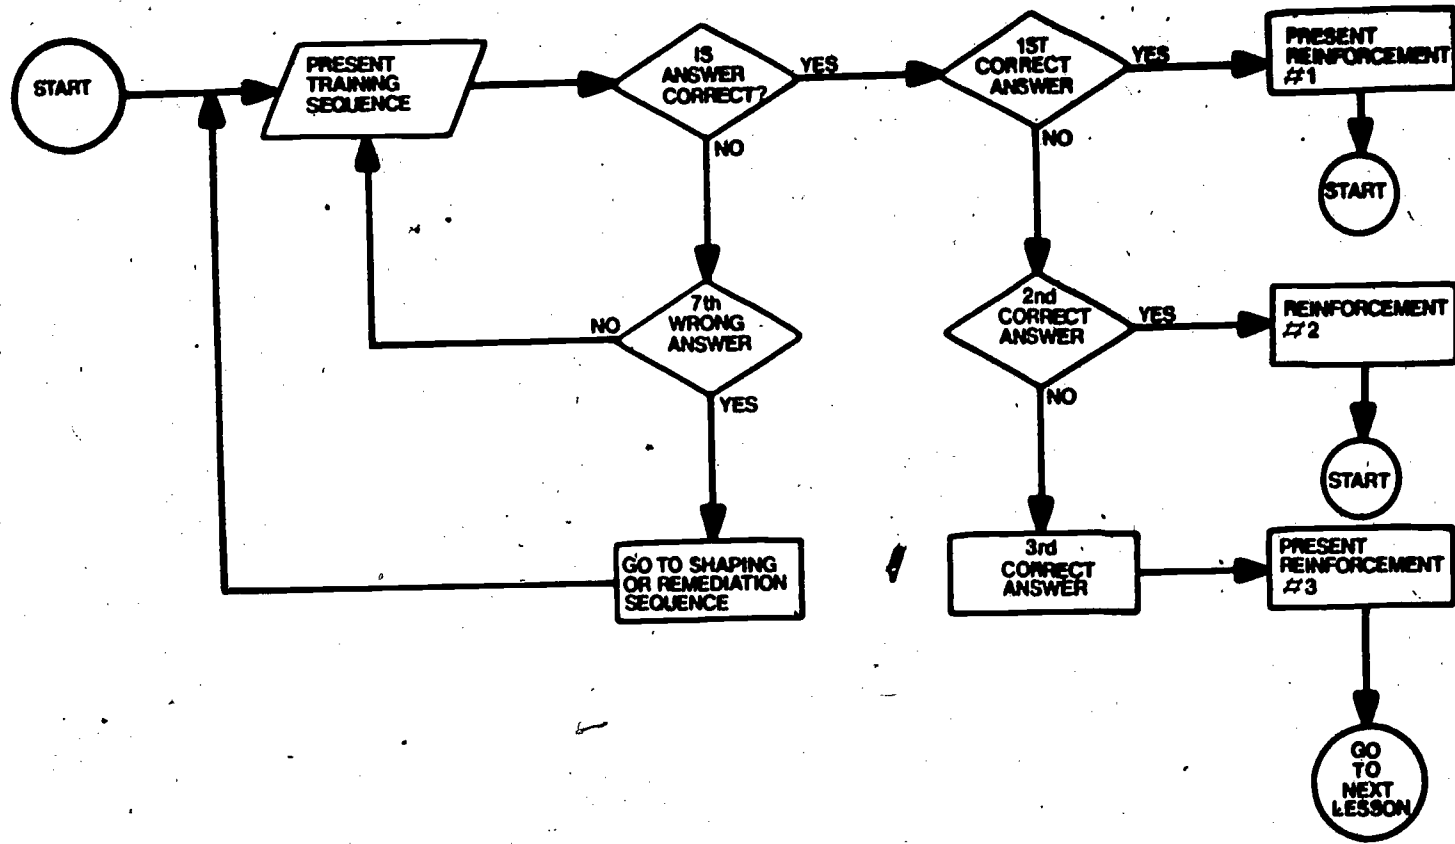 START
PRESENT
TRAINING
SEQUENCE
IS
ANSWER
CORRECT?
YES
1ST
CORRECT
ANSWER
YES
PRESENT
REINFORCEMENT
#1
NO
NO
START
7th
WRONG
ANSWER
NO
YES
2nd
CORRECT
ANSWER
YES
REINFORCEMENT
#2
NO
START
GO TO SHAPING
OR REMEDIATION
SEQUENCE
3rd
CORRECT
ANSWER
PRESENT
REINFORCEMENT
#3
GO
TO
NEXT
LESSON